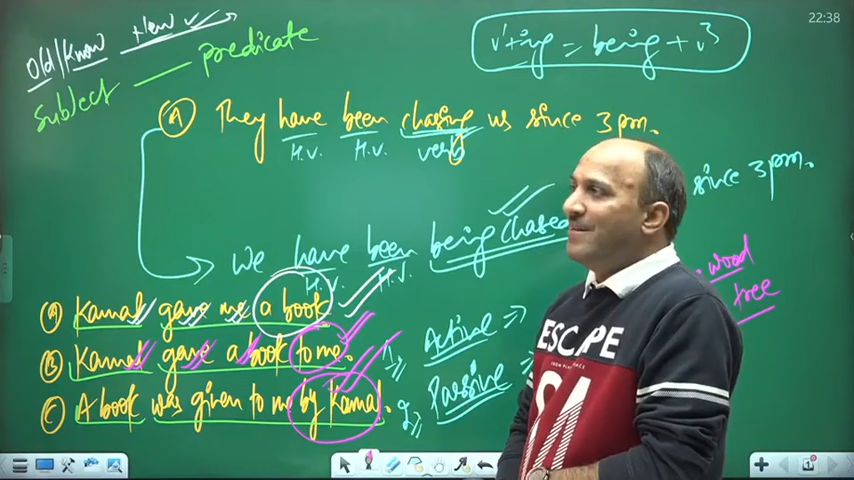 22:38
Old/Know New
Subject predicate
v+ing = being + v3
A They have been chasing us since 3 pm.
H.V. H.V. verb
since 3 pm.
We have been being chased
H.V. H.V.
A Kamal gave me a book
B Kamal gave a book to me.
C A book was given to me by Kamal.
Active
Passive
wood
tree
ESCAPE